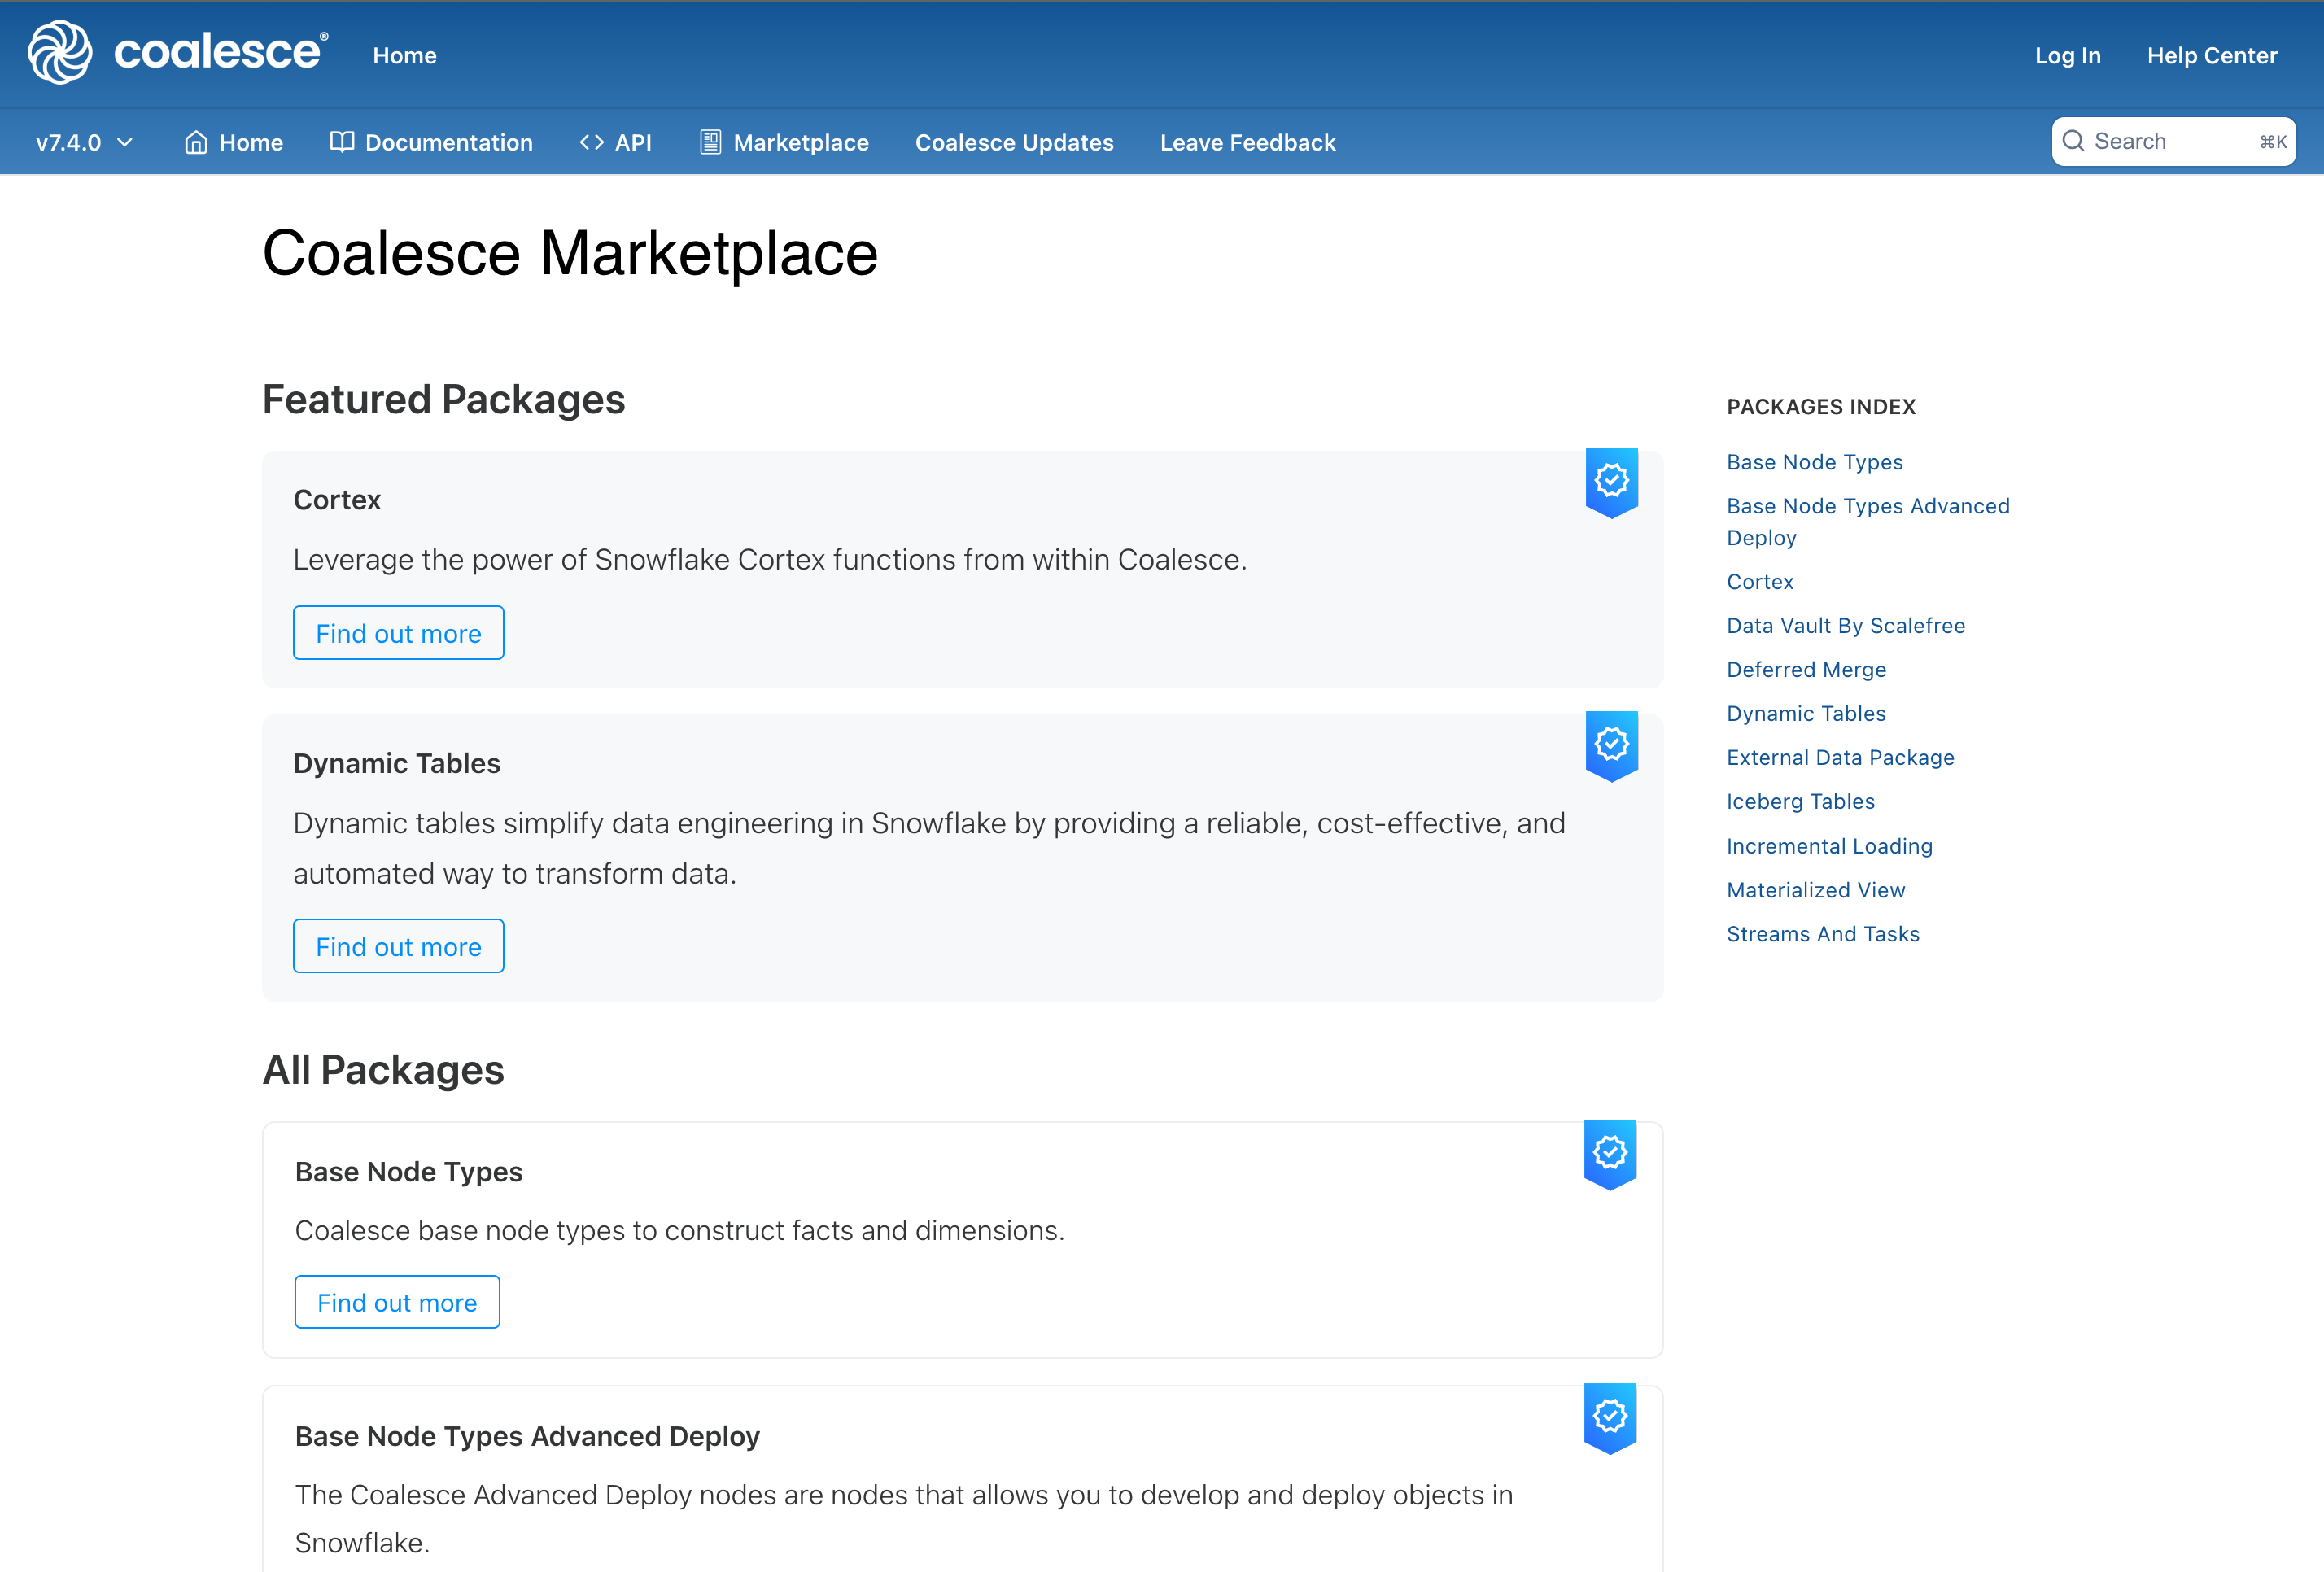 coalesce®
Home
Log In
Help Center
v7.4.0
Home
Documentation
<> API
Marketplace
Coalesce Updates
Leave Feedback
Search
⌘K
Coalesce Marketplace
Featured Packages
Cortex
Leverage the power of Snowflake Cortex functions from within Coalesce.
Find out more
Dynamic Tables
Dynamic tables simplify data engineering in Snowflake by providing a reliable, cost-effective, and
automated way to transform data.
Find out more
All Packages
Base Node Types
Coalesce base node types to construct facts and dimensions.
Find out more
Base Node Types Advanced Deploy
The Coalesce Advanced Deploy nodes are nodes that allows you to develop and deploy objects in
Snowflake.
PACKAGES INDEX
Base Node Types
Base Node Types Advanced
Deploy
Cortex
Data Vault By Scalefree
Deferred Merge
Dynamic Tables
External Data Package
Iceberg Tables
Incremental Loading
Materialized View
Streams And Tasks